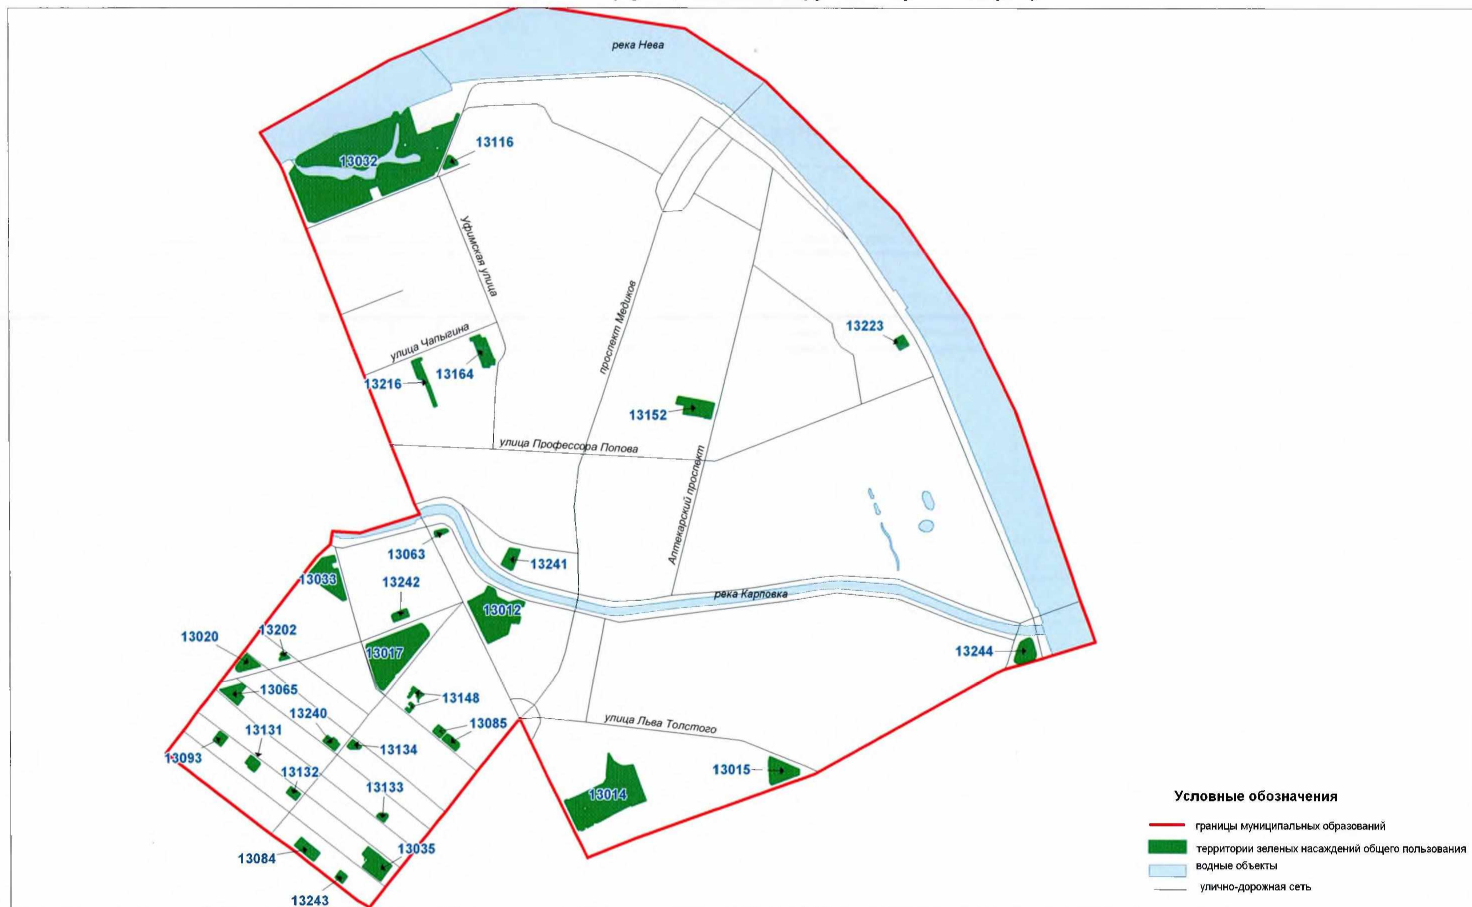 река Нева
13116
13032
Уфимская улица
проспект Медиков
13223
улица Чапыгина
13164
13216
13152
улица Профессора Попова
Аптекарский проспект
13063
13241
13033
13242
река Карповка
13012
13020
13202
13017
13244
13065
13148
13240
13085
улица Льва Толстого
13131
13134
13093
13132
13015
13133
13014
13035
13084
13243
Условные обозначения
границы муниципальных образований
территории зеленых насаждений общего пользования
водные объекты
улично-дорожная сеть